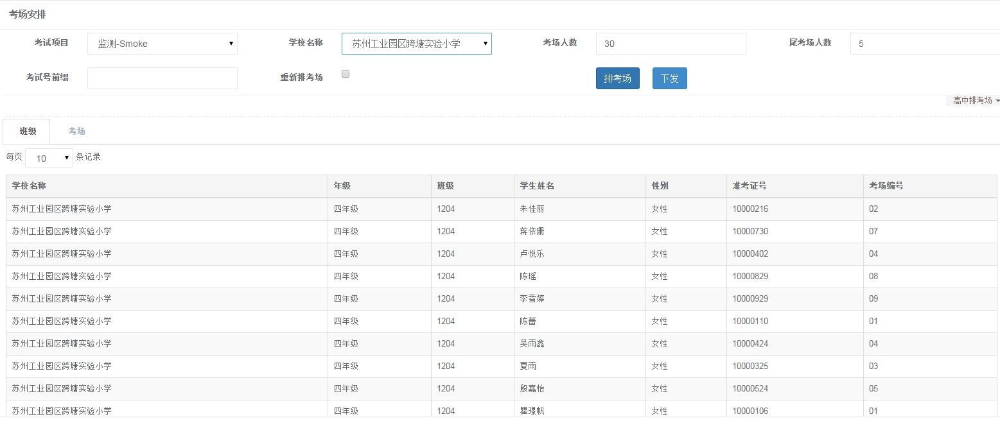 考场安排
考试项目 监测-Smoke 学校名称 苏州工业园区跨塘实验小学 考场人数 30 尾考场人数 5
考试号前缀 重新排考场 排考场 下发
高中排考场
班级 考场
每页 10 条记录
学校名称 年级 班级 学生姓名 性别 准考证号 考场编号
苏州工业园区跨塘实验小学 四年级 1204 朱佳丽 女性 10000216 02
苏州工业园区跨塘实验小学 四年级 1204 蒋依珊 女性 10000730 07
苏州工业园区跨塘实验小学 四年级 1204 卢悦乐 女性 10000402 04
苏州工业园区跨塘实验小学 四年级 1204 陈瑶 女性 10000829 08
苏州工业园区跨塘实验小学 四年级 1204 李雪婷 女性 10000929 09
苏州工业园区跨塘实验小学 四年级 1204 陈蕾 女性 10000110 01
苏州工业园区跨塘实验小学 四年级 1204 吴雨鑫 女性 10000424 04
苏州工业园区跨塘实验小学 四年级 1204 夏雨 女性 10000325 03
苏州工业园区跨塘实验小学 四年级 1204 殷嘉怡 女性 10000524 05
苏州工业园区跨塘实验小学 四年级 1204 瞿璟帆 女性 10000106 01